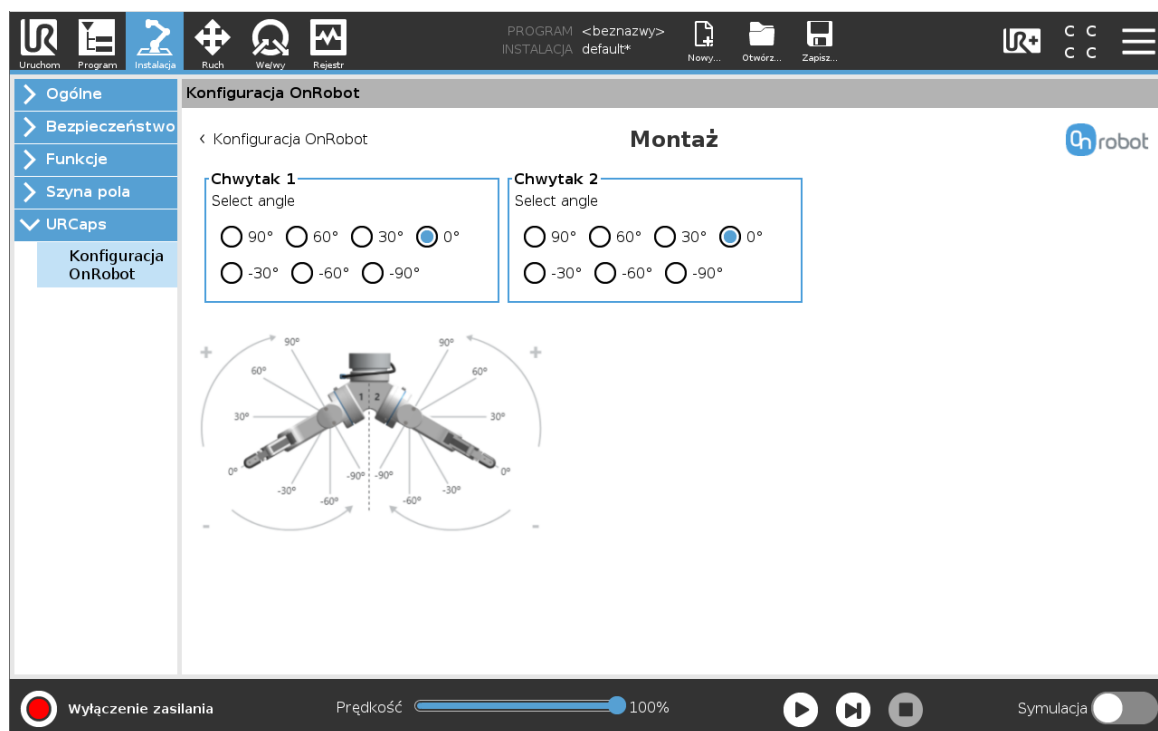 PROGRAM <beznazwy>
INSTALACJA default*
Uruchom Program Instalacja Ruch We/wy Rejestr Nowy... Otwórz... Zapisz...
UR+
C C
C C
Ogólne
Bezpieczeństwo
Funkcje
Szyna pola
URCaps
Konfiguracja
OnRobot
Konfiguracja OnRobot
‹ Konfiguracja OnRobot
Montaż
OnRobot
Chwytak 1
Select angle
90° 60° 30° 0°
-30° -60° -90°
Chwytak 2
Select angle
90° 60° 30° 0°
-30° -60° -90°
+ 90° 90° +
60° 60°
1 2
30° 30°
0° -90° -90° 0°
-30° -30°
-60° -60°
- -
Wyłączenie zasilania
Prędkość 100%
Symulacja